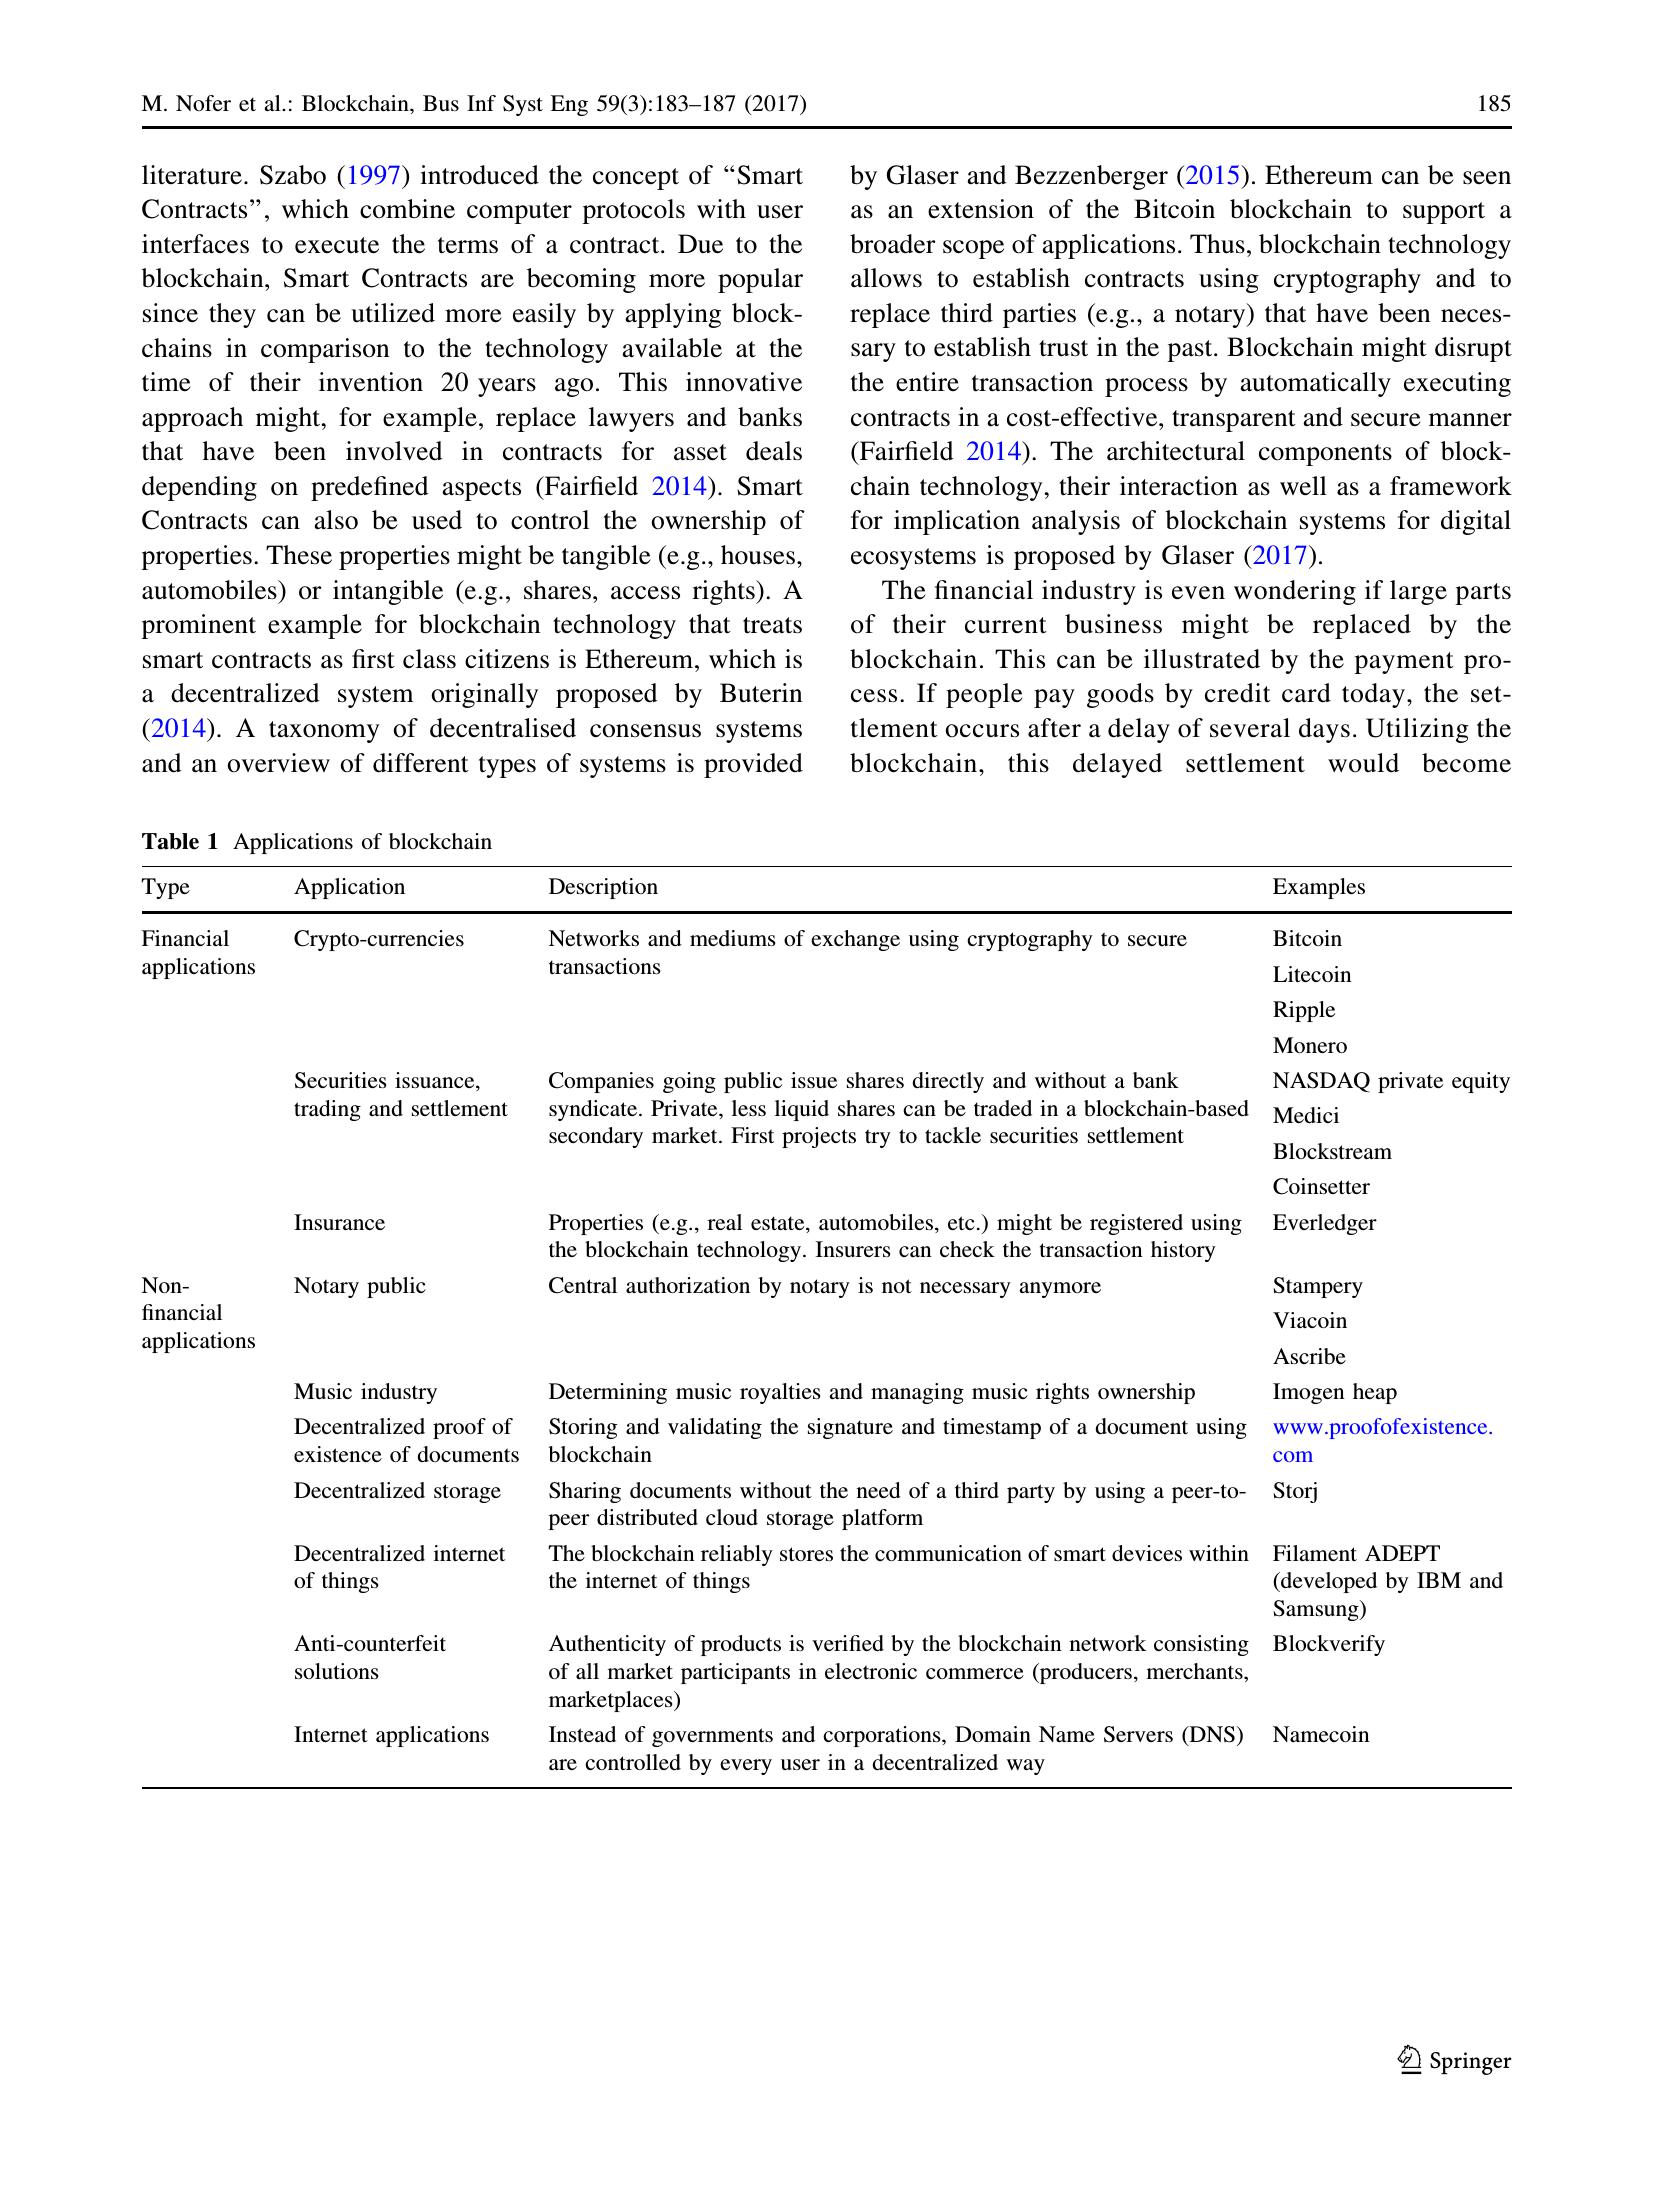 M. Nofer et al.: Blockchain, Bus Inf Syst Eng 59(3):183–187 (2017) 185
literature. Szabo (1997) introduced the concept of “Smart
Contracts”, which combine computer protocols with user
interfaces to execute the terms of a contract. Due to the
blockchain, Smart Contracts are becoming more popular
since they can be utilized more easily by applying block-
chains in comparison to the technology available at the
time of their invention 20 years ago. This innovative
approach might, for example, replace lawyers and banks
that have been involved in contracts for asset deals
depending on predefined aspects (Fairfield 2014). Smart
Contracts can also be used to control the ownership of
properties. These properties might be tangible (e.g., houses,
automobiles) or intangible (e.g., shares, access rights). A
prominent example for blockchain technology that treats
smart contracts as first class citizens is Ethereum, which is
a decentralized system originally proposed by Buterin
(2014). A taxonomy of decentralised consensus systems
and an overview of different types of systems is provided
by Glaser and Bezzenberger (2015). Ethereum can be seen
as an extension of the Bitcoin blockchain to support a
broader scope of applications. Thus, blockchain technology
allows to establish contracts using cryptography and to
replace third parties (e.g., a notary) that have been neces-
sary to establish trust in the past. Blockchain might disrupt
the entire transaction process by automatically executing
contracts in a cost-effective, transparent and secure manner
(Fairfield 2014). The architectural components of block-
chain technology, their interaction as well as a framework
for implication analysis of blockchain systems for digital
ecosystems is proposed by Glaser (2017).
The financial industry is even wondering if large parts
of their current business might be replaced by the
blockchain. This can be illustrated by the payment pro-
cess. If people pay goods by credit card today, the set-
tlement occurs after a delay of several days. Utilizing the
blockchain, this delayed settlement would become
Table 1 Applications of blockchain
Type Application Description Examples
Financial Crypto-currencies Networks and mediums of exchange using cryptography to secure Bitcoin
applications transactions
Litecoin
Ripple
Monero
Securities issuance, Companies going public issue shares directly and without a bank NASDAQ private equity
trading and settlement syndicate. Private, less liquid shares can be traded in a blockchain-based Medici
secondary market. First projects try to tackle securities settlement
Blockstream
Coinsetter
Insurance Properties (e.g., real estate, automobiles, etc.) might be registered using Everledger
the blockchain technology. Insurers can check the transaction history
Non- Notary public Central authorization by notary is not necessary anymore Stampery
financial Viacoin
applications
Ascribe
Music industry Determining music royalties and managing music rights ownership Imogen heap
Decentralized proof of Storing and validating the signature and timestamp of a document using www.proofofexistence.
existence of documents blockchain com
Decentralized storage Sharing documents without the need of a third party by using a peer-to- Storj
peer distributed cloud storage platform
Decentralized internet The blockchain reliably stores the communication of smart devices within Filament ADEPT
of things the internet of things (developed by IBM and
Samsung)
Anti-counterfeit Authenticity of products is verified by the blockchain network consisting Blockverify
solutions of all market participants in electronic commerce (producers, merchants,
marketplaces)
Internet applications Instead of governments and corporations, Domain Name Servers (DNS) Namecoin
are controlled by every user in a decentralized way
Springer